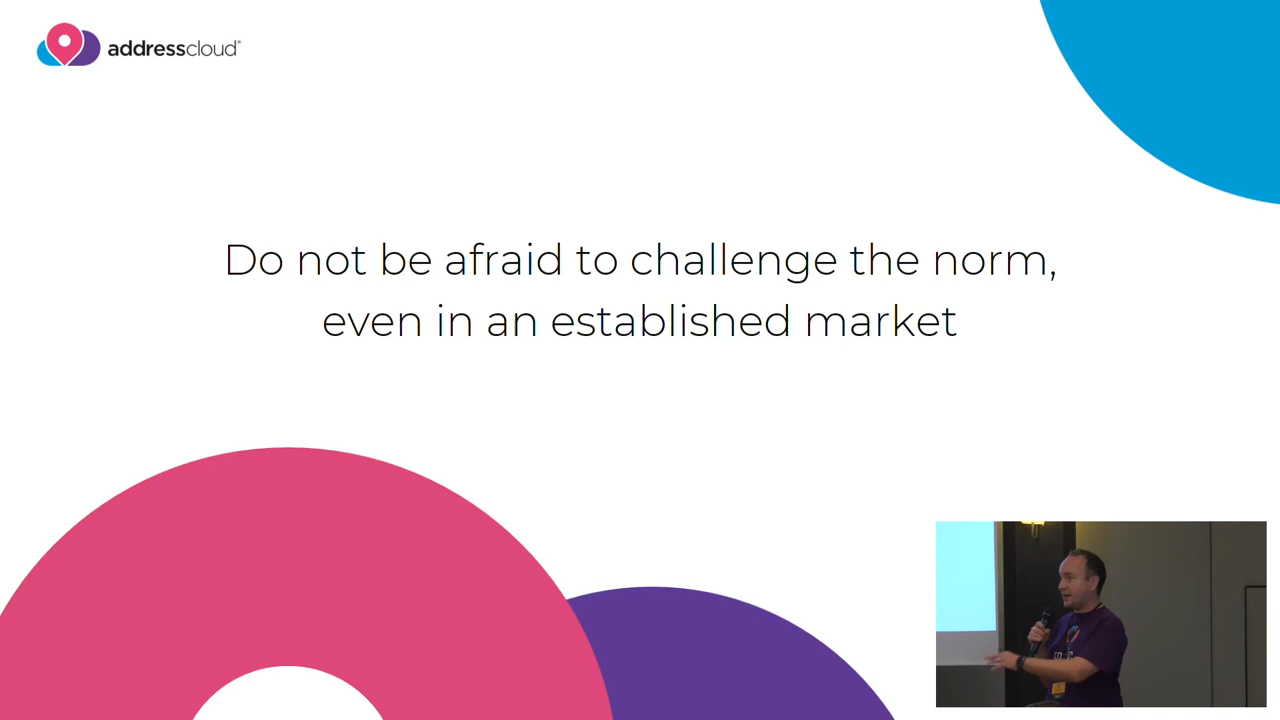 addresscloud®
Do not be afraid to challenge the norm,
even in an established market